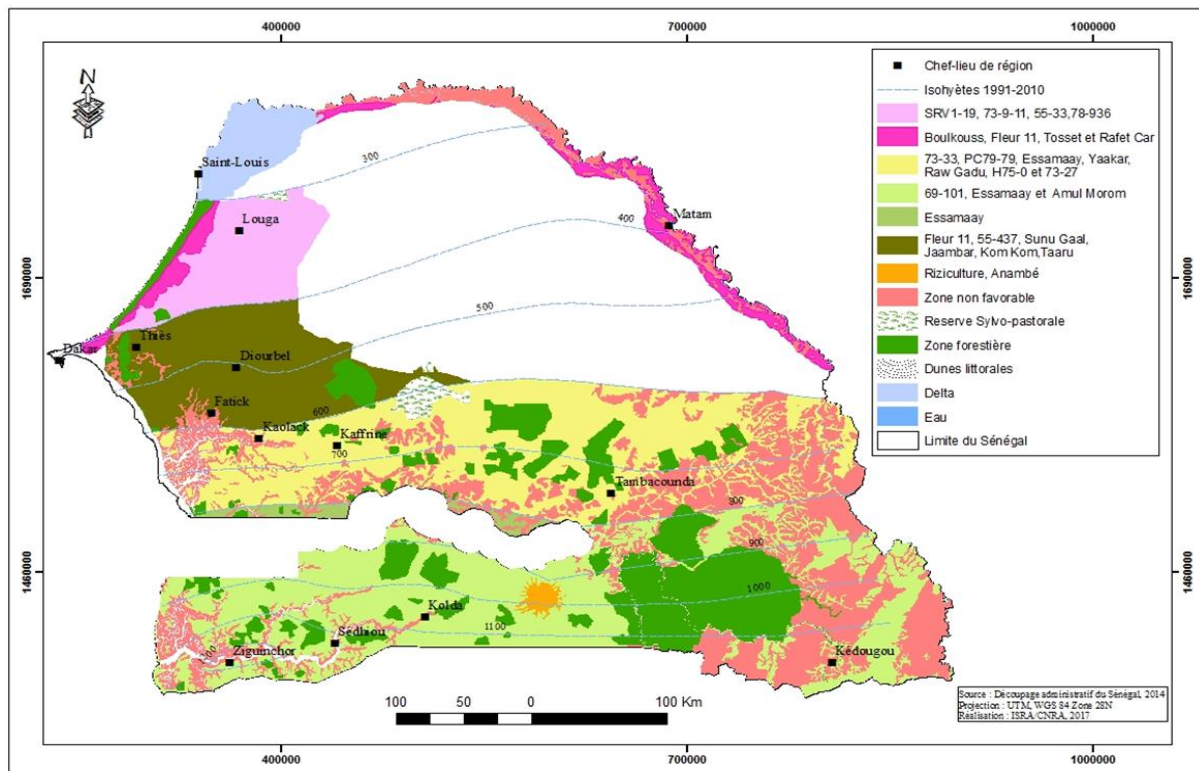 400000
700000
1000000
N
1690000
1690000
1460000
1460000
Saint-Louis
Louga
Matam
Dakar
Thiès
Diourbel
Fatick
Kaolack
Kaffrine
Tambacounda
Kolda
Sédhiou
Ziguinchor
Kédougou
300
400
500
600
700
900
1000
1100
Chef-lieu de région
Isohyètes 1991-2010
SRV1-19, 73-9-11, 55-33,78-936
Boulkouss, Fleur 11, Tosset et Rafet Car
73-33, PC79-79, Essamaay, Yaakar,
Raw Gadu, H75-0 et 73-27
69-101, Essamaay et Amul Morom
Essamaay
Fleur 11, 55-437, Sunu Gaal,
Jaambar, Kom Kom,Taaru
Riziculture, Anambé
Zone non favorable
Reserve Sylvo-pastorale
Zone forestière
Dunes littorales
Delta
Eau
Limite du Sénégal
100 50 0 100 Km
Source : Découpage administratif du Sénégal, 2014
Projection : UTM, WGS 84 Zone 28N
Réalisation : ISRA/CNRA, 2017
400000
700000
1000000